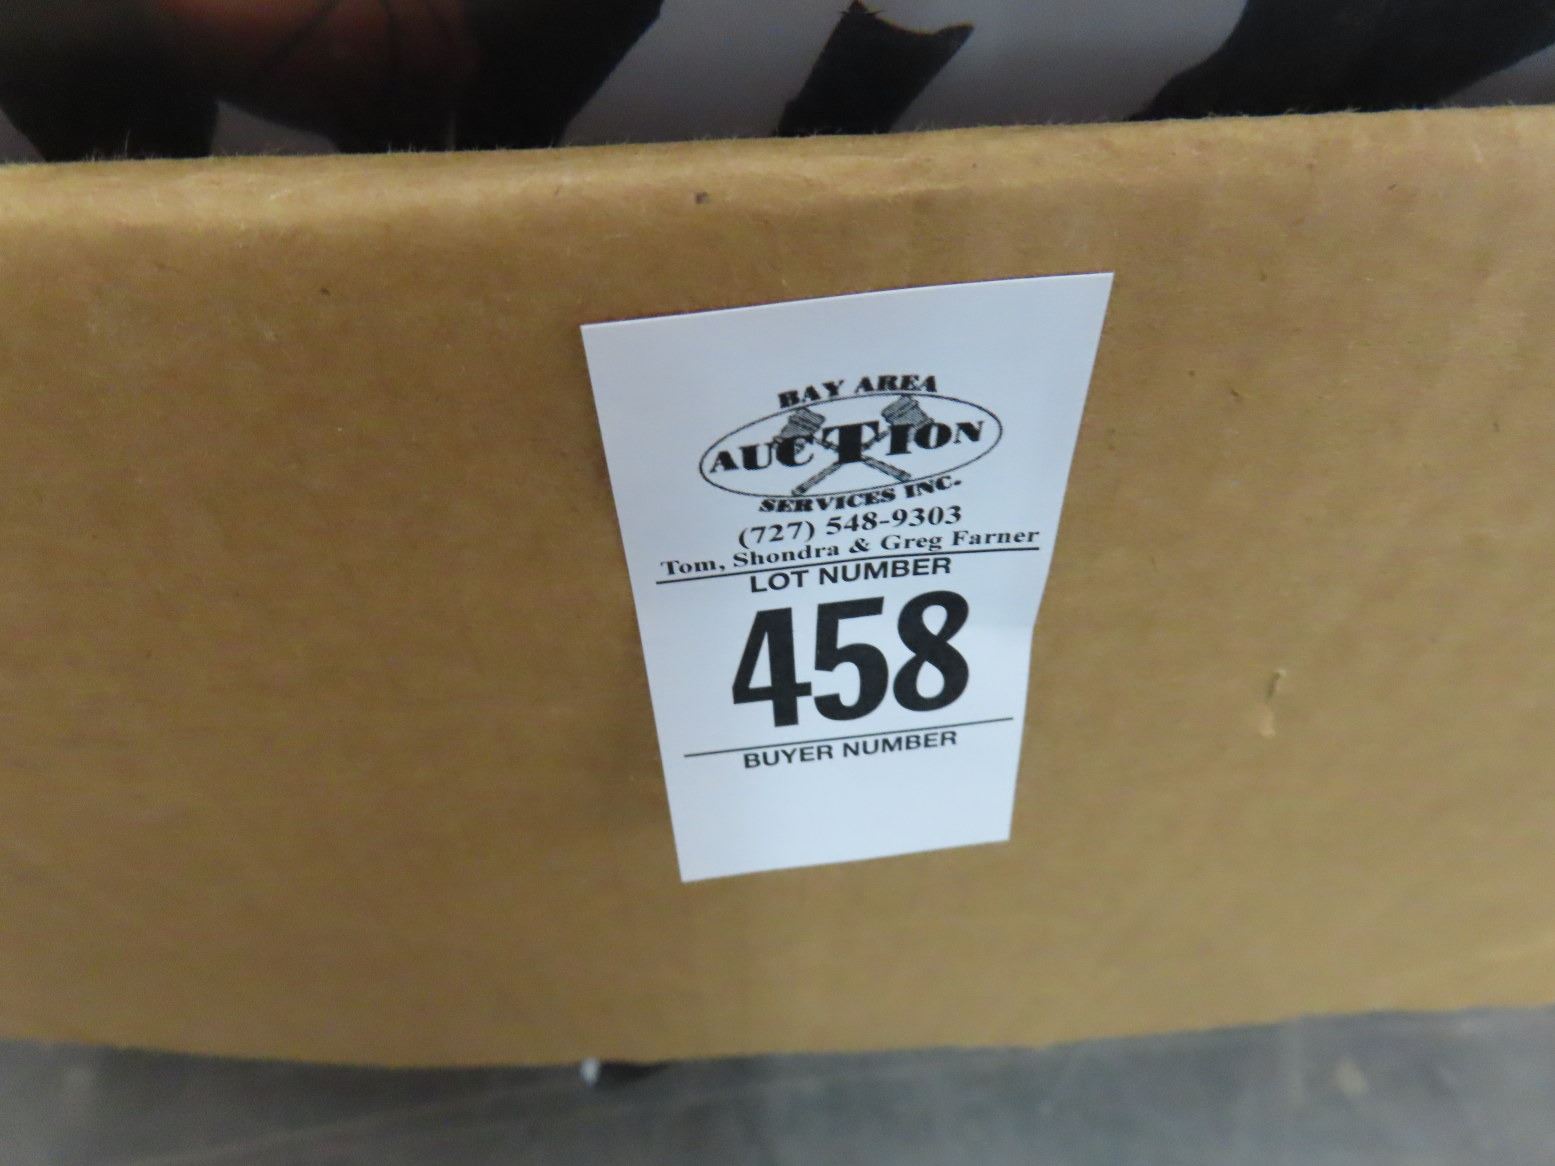 BAY AREA
AUCTION
SERVICES INC.
(727) 548-9303
Tom, Shondra & Greg Farner
LOT NUMBER
458
BUYER NUMBER